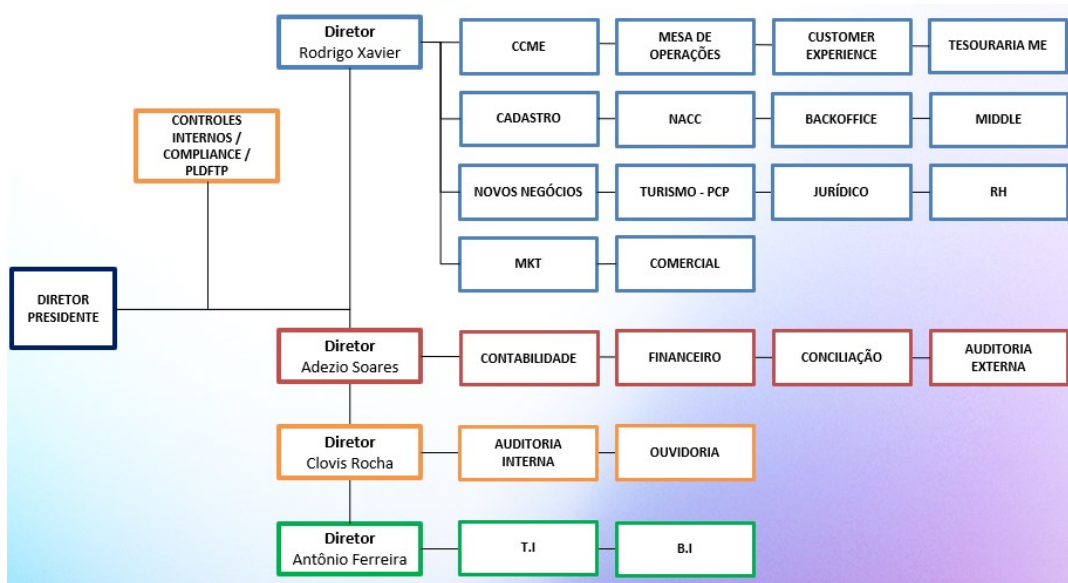 Diretor
Rodrigo Xavier
CCME
MESA DE
OPERAÇÕES
CUSTOMER
EXPERIENCE
TESOURARIA ME
CONTROLES
INTERNOS /
COMPLIANCE /
PLDFTP
CADASTRO
NACC
BACKOFFICE
MIDDLE
NOVOS NEGÓCIOS
TURISMO - PCP
JURÍDICO
RH
MKT
COMERCIAL
DIRETOR
PRESIDENTE
Diretor
Adezio Soares
CONTABILIDADE
FINANCEIRO
CONCILIAÇÃO
AUDITORIA
EXTERNA
Diretor
Clovis Rocha
AUDITORIA
INTERNA
OUVIDORIA
Diretor
Antônio Ferreira
T.I
B.I